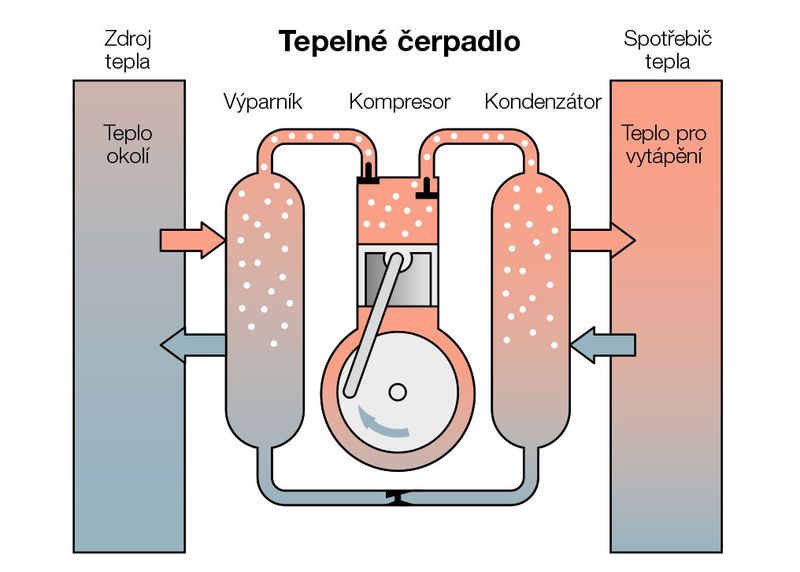 Tepelné čerpadlo
Zdroj
tepla
Spotřebič
tepla
Výparník
Kompresor
Kondenzátor
Teplo
okolí
Teplo pro
vytápění